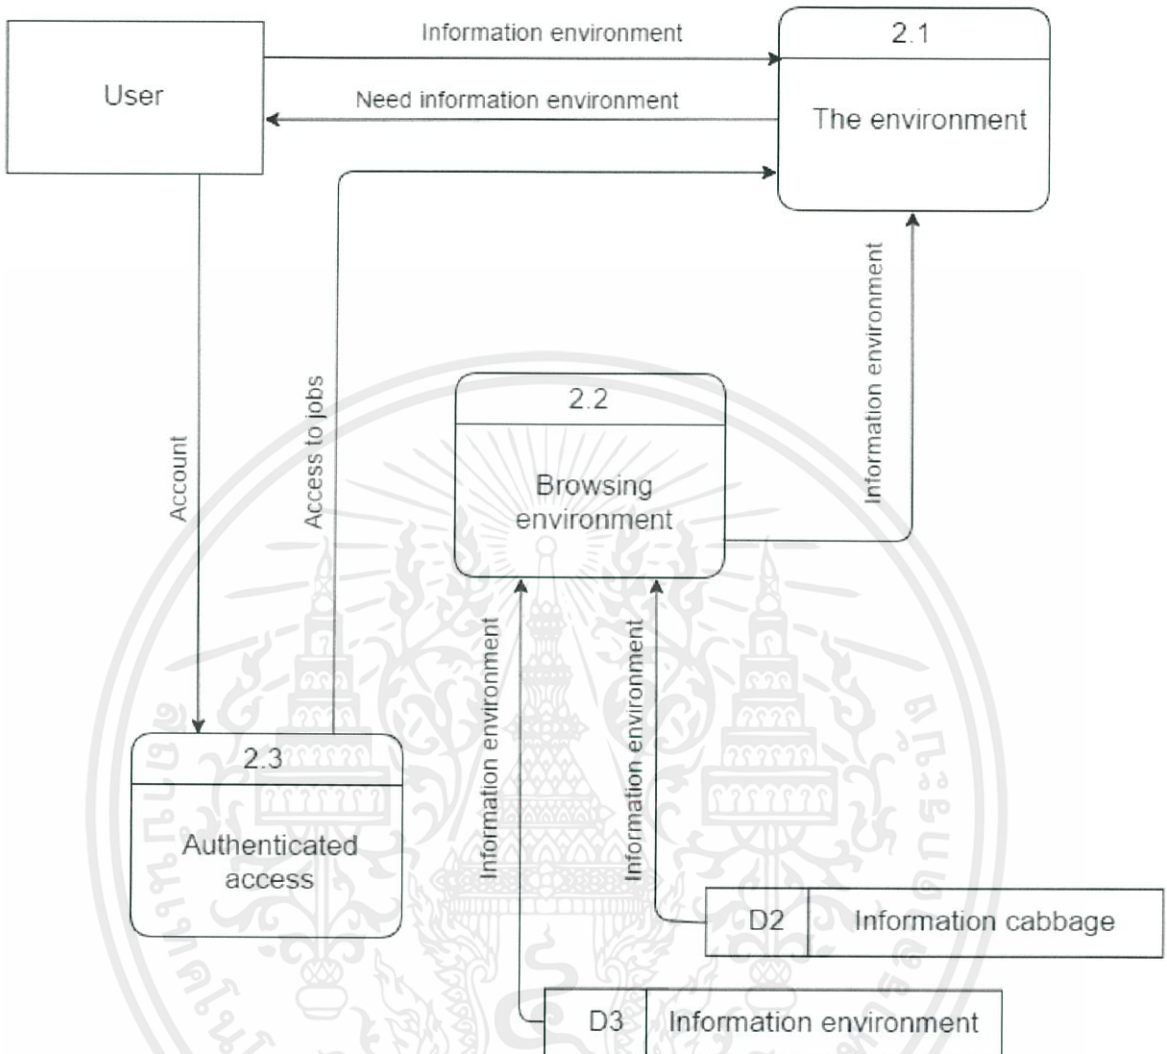 Information environment
2.1
User
Need information environment
The environment
Information environment
Access to jobs
Account
2.2
Browsing
environment
Information environment
Information environment
2.3
Authenticated
access
D2
Information cabbage
D3
Information environment